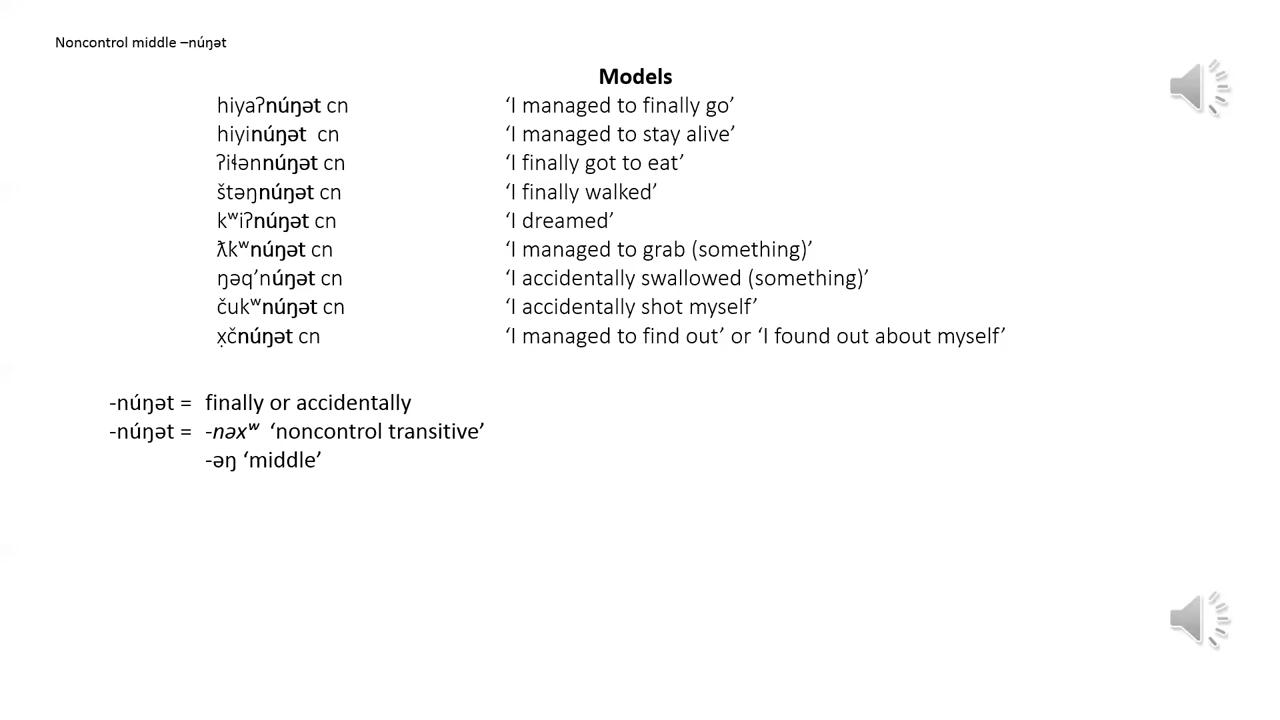 Noncontrol middle –núŋət
Models
hiyaʔnúŋət cn ‘I managed to finally go’
hiyinúŋət  cn ‘I managed to stay alive’
ʔiɬənnúŋət cn ‘I finally got to eat’
štəŋnúŋət cn ‘I finally walked’
kʷiʔnúŋət cn ‘I dreamed’
ƛ̓kʷnúŋət cn ‘I managed to grab (something)’
ŋəq’núŋət cn ‘I accidentally swallowed (something)’
čukʷnúŋət cn ‘I accidentally shot myself’
x̣čnúŋət cn ‘I managed to find out’ or ‘I found out about myself’
-núŋət = finally or accidentally
-núŋət = -nəxʷ ‘noncontrol transitive’
-əŋ ‘middle’